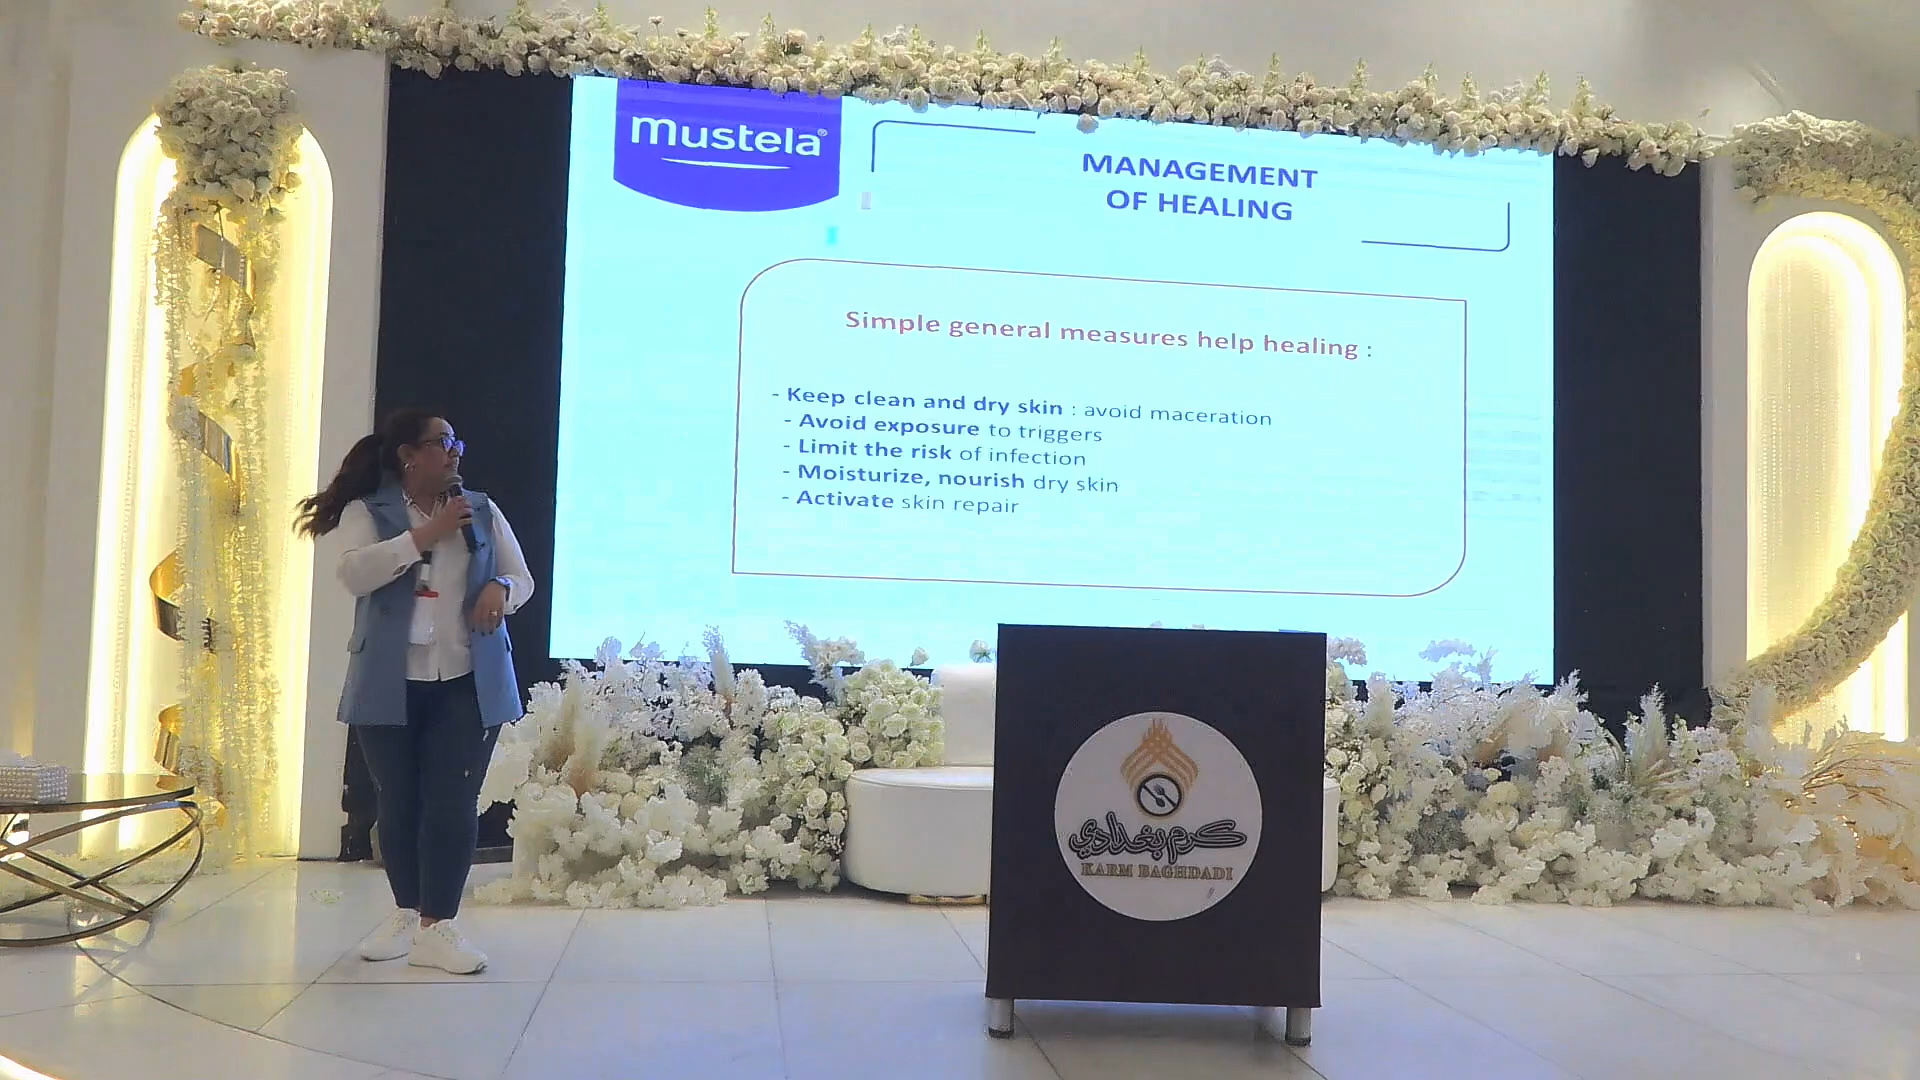 mustela®
MANAGEMENT
OF HEALING
Simple general measures help healing :
- Keep clean and dry skin : avoid maceration
- Avoid exposure to triggers
- Limit the risk of infection
- Moisturize, nourish dry skin
- Activate skin repair
كرم بغدادي
KARM BAGHDADI